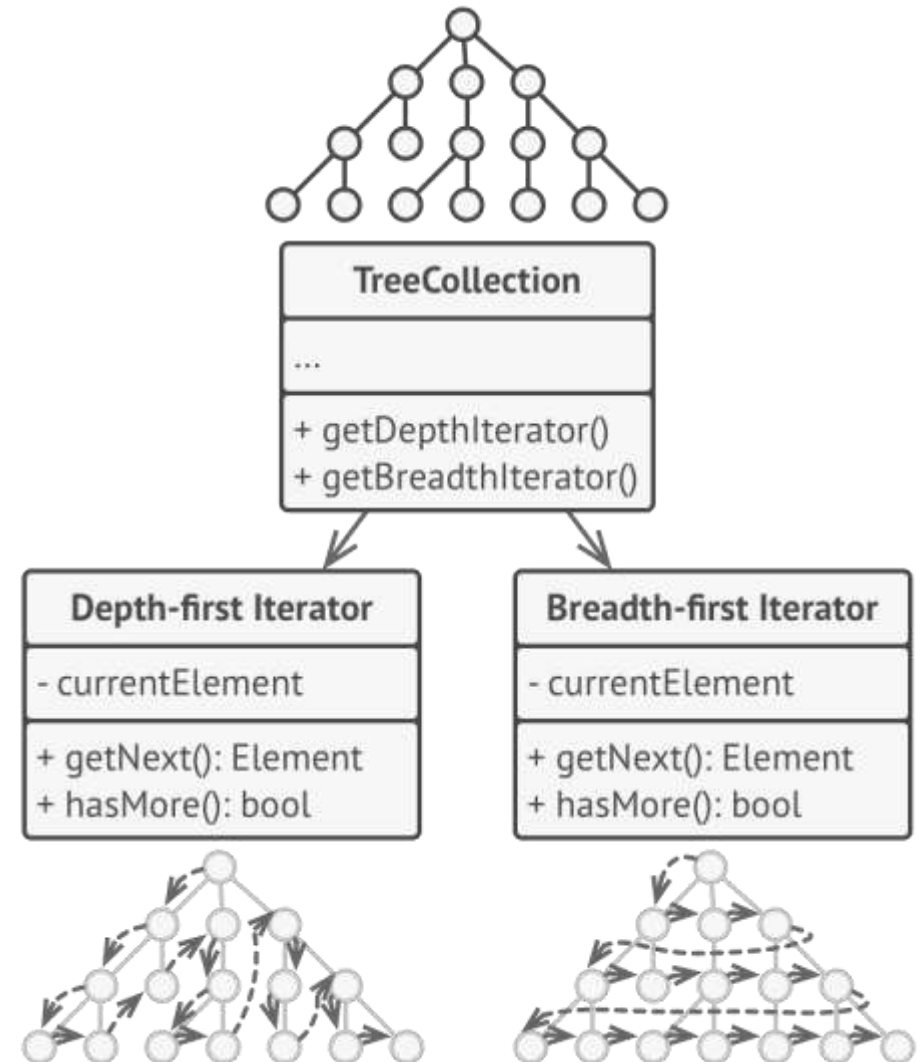 TreeCollection
...
+ getDepthIterator()
+ getBreadthIterator()
Depth-first Iterator
- currentElement
+ getNext(): Element
+ hasMore(): bool
Breadth-first Iterator
- currentElement
+ getNext(): Element
+ hasMore(): bool